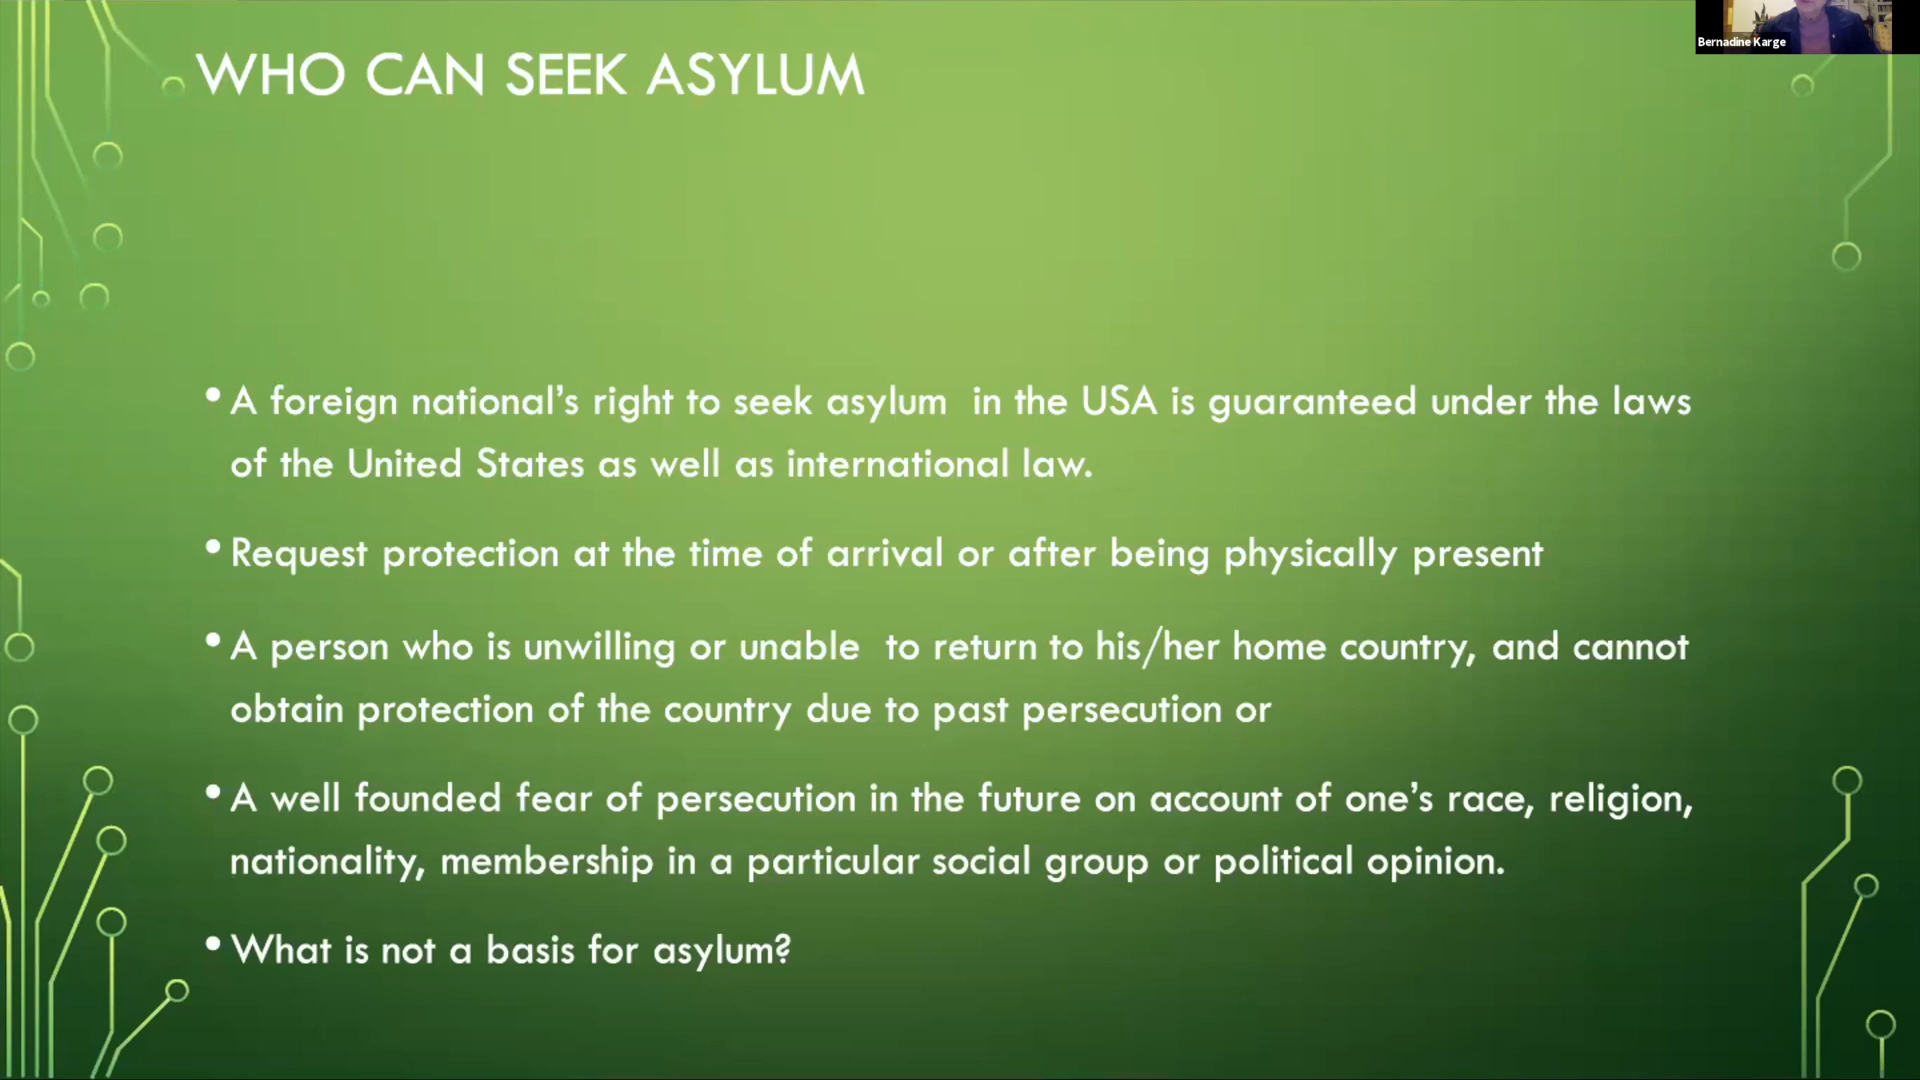 Bernadine Karge
WHO CAN SEEK ASYLUM
• A foreign national’s right to seek asylum  in the USA is guaranteed under the laws
of the United States as well as international law.
• Request protection at the time of arrival or after being physically present
• A person who is unwilling or unable  to return to his/her home country, and cannot
obtain protection of the country due to past persecution or
• A well founded fear of persecution in the future on account of one’s race, religion,
nationality, membership in a particular social group or political opinion.
• What is not a basis for asylum?